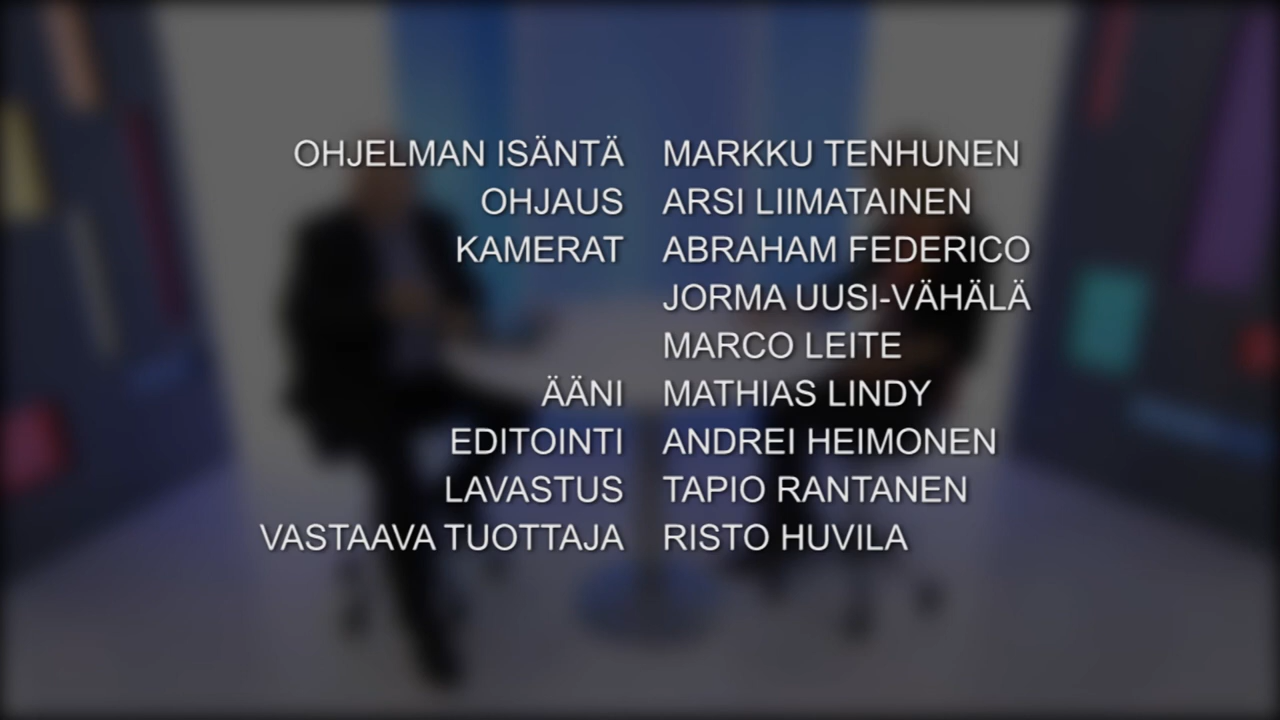 OHJELMAN ISÄNTÄ MARKKU TENHUNEN
OHJAUS ARSI LIIMATAINEN
KAMERAT ABRAHAM FEDERICO
JORMA UUSI-VÄHÄLÄ
MARCO LEITE
ÄÄNI MATHIAS LINDY
EDITOINTI ANDREI HEIMONEN
LAVASTUS TAPIO RANTANEN
VASTAAVA TUOTTAJA RISTO HUVILA